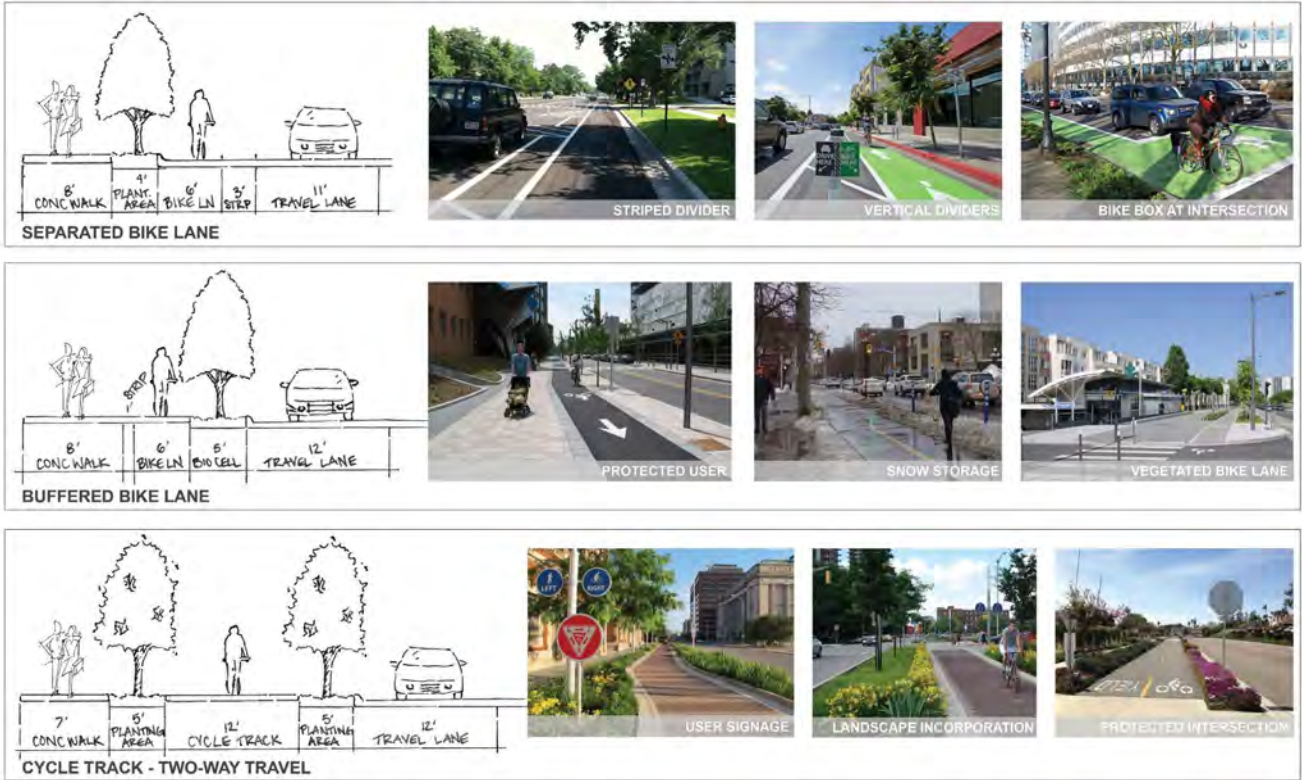 8'
CONC WALK
4'
PLANT.
AREA
6'
BIKE LN
3'
STRP
11'
TRAVEL LANE
SEPARATED BIKE LANE
STRIPED DIVIDER
DRIVE
HERE
HERE
VERTICAL DIVIDERS
BIKE BOX AT INTERSECTION
STRIP
8'
CONC WALK
6'
BIKE LN
5'
BIO CELL
12'
TRAVEL LANE
BUFFERED BIKE LANE
PROTECTED USER
SNOW STORAGE
VEGETATED BIKE LANE
7'
CONC WALK
5'
PLANTING
AREA
12'
CYCLE TRACK
5'
PLANTING
AREA
12'
TRAVEL LANE
CYCLE TRACK - TWO-WAY TRAVEL
LEFT
RIGHT
USER SIGNAGE
LANDSCAPE INCORPORATION
YELD
PROTECTED INTERSECTION